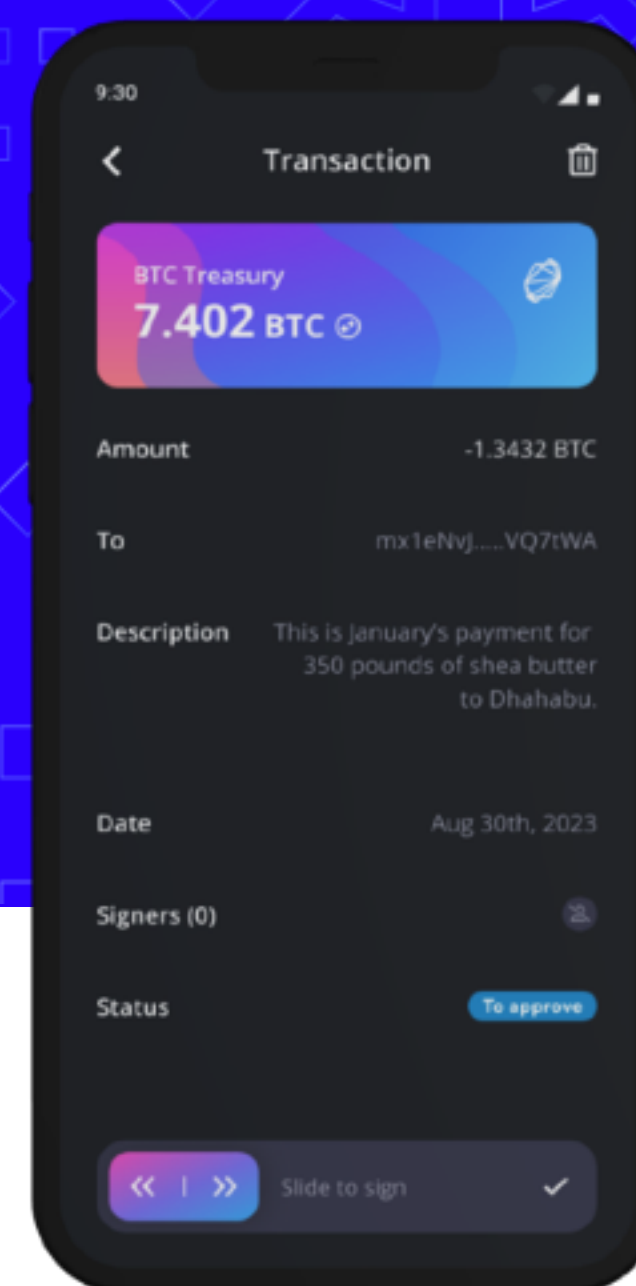 9:30
Transaction
BTC Treasury
7.402 BTC
Amount
-1.3432 BTC
To
mx1eNvJ.....VQ7tWA
Description
This is January's payment for
350 pounds of shea butter
to Dhahabu.
Date
Aug 30th, 2023
Signers (0)
Status
To approve
Slide to sign